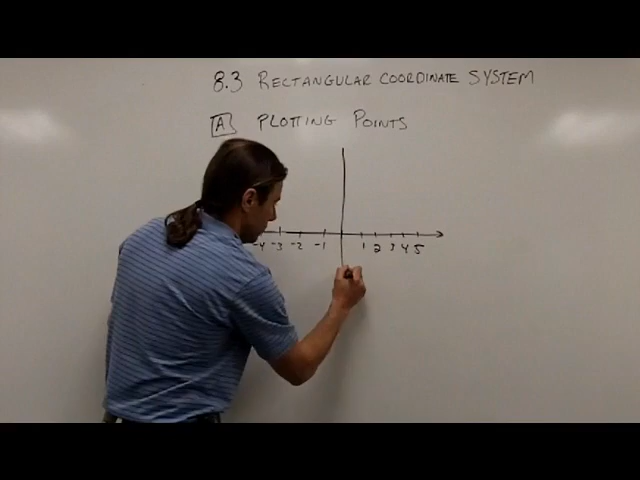 8.3 RECTANGULAR COORDINATE SYSTEM
A PLOTTING POINTS
-4 -3 -2 -1 1 2 3 4 5